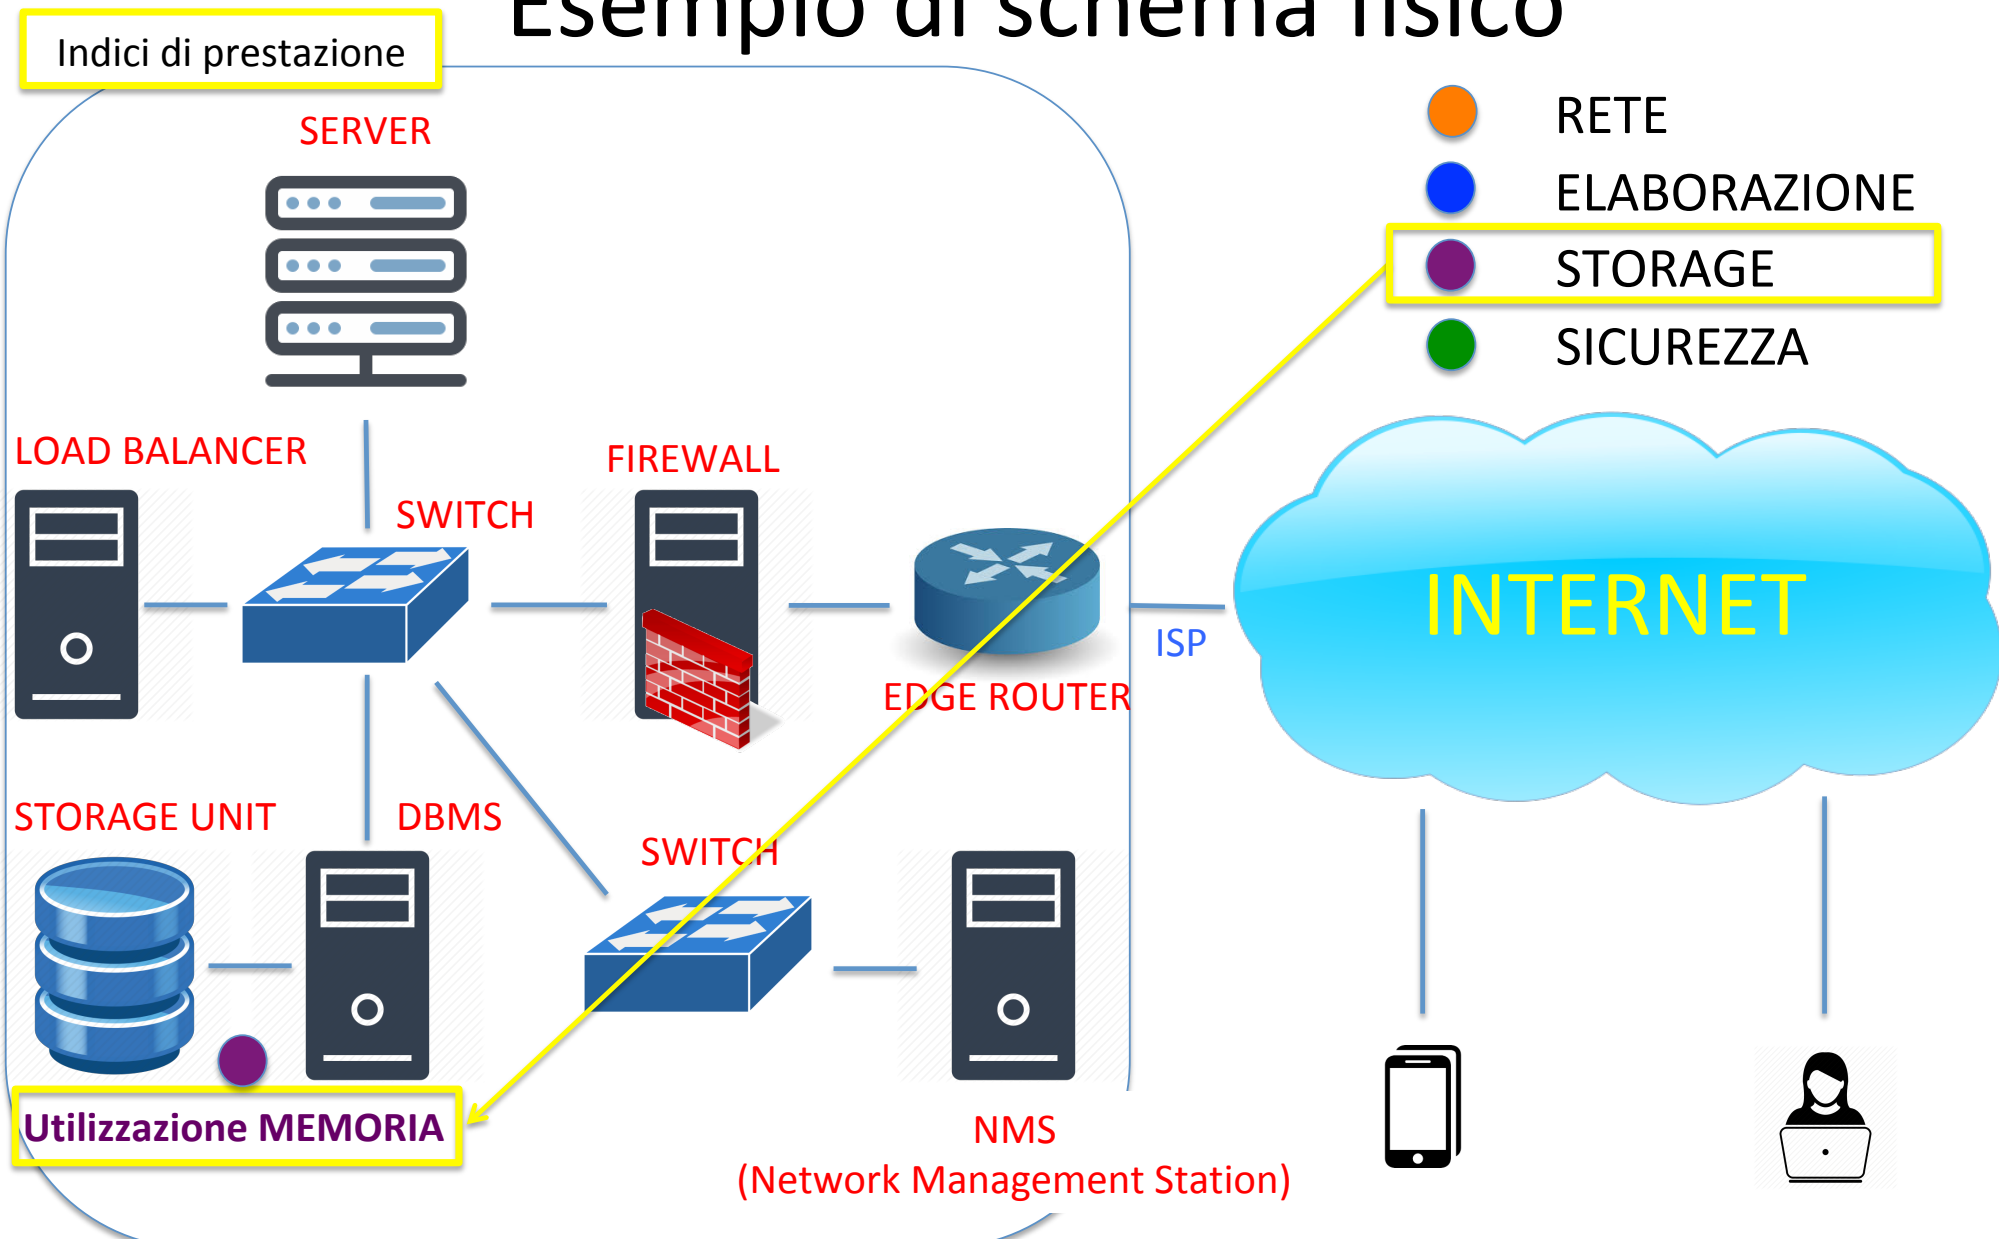 Esempio di schema fisico
Indici di prestazione
RETE
SERVER
ELABORAZIONE
STORAGE
SICUREZZA
LOAD BALANCER
FIREWALL
SWITCH
INTERNET
ISP
EDGE ROUTER
STORAGE UNIT
DBMS
SWITCH
Utilizzazione MEMORIA
NMS
(Network Management Station)